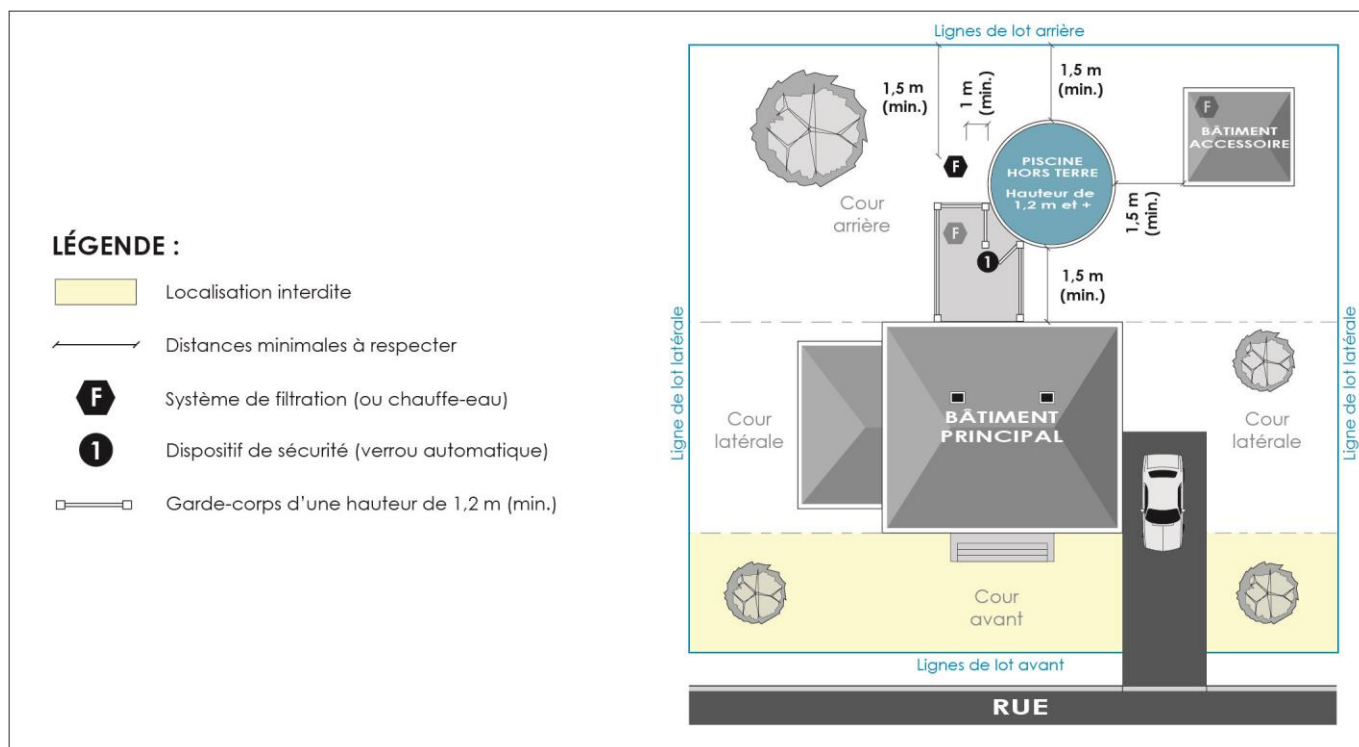 LÉGENDE :
Localisation interdite
Distances minimales à respecter
F
Système de filtration (ou chauffe-eau)
1
Dispositif de sécurité (verrou automatique)
Garde-corps d'une hauteur de 1,2 m (min.)
Lignes de lot arrière
1,5 m
(min.)
1 m
(min.)
1,5 m
(min.)
F
BÂTIMENT
ACCESSOIRE
F
PISCINE
HORS TERRE
Hauteur de
1,2 m et +
1,5 m
(min.)
Cour
arrière
F
1
1,5 m
(min.)
Ligne de lot latérale
Ligne de lot latérale
Cour
latérale
BÂTIMENT
PRINCIPAL
Cour
latérale
Cour
avant
Lignes de lot avant
RUE